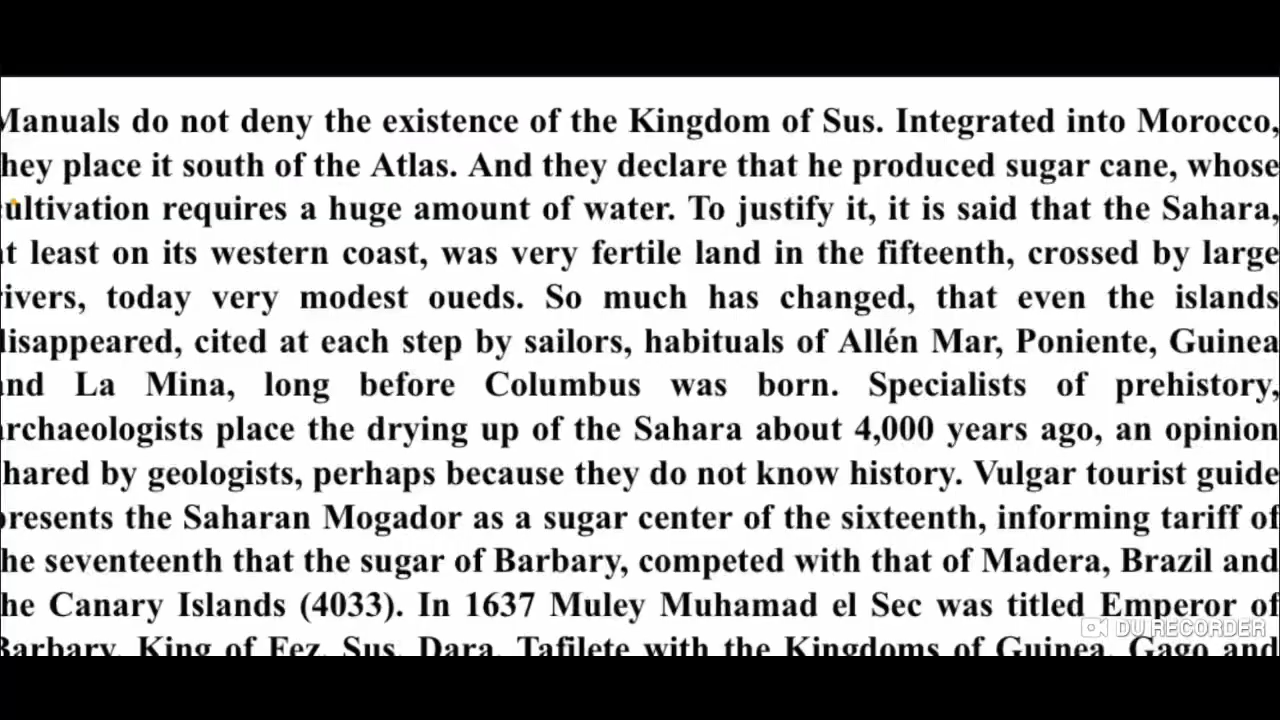 Manuals do not deny the existence of the Kingdom of Sus. Integrated into Morocco,
hey place it south of the Atlas. And they declare that he produced sugar cane, whose
cultivation requires a huge amount of water. To justify it, it is said that the Sahara,
at least on its western coast, was very fertile land in the fifteenth, crossed by large
rivers, today very modest oueds. So much has changed, that even the islands
disappeared, cited at each step by sailors, habituals of Allén Mar, Poniente, Guinea
and La Mina, long before Columbus was born. Specialists of prehistory,
archaeologists place the drying up of the Sahara about 4,000 years ago, an opinion
hared by geologists, perhaps because they do not know history. Vulgar tourist guide
presents the Saharan Mogador as a sugar center of the sixteenth, informing tariff of
he seventeenth that the sugar of Barbary, competed with that of Madera, Brazil and
he Canary Islands (4033). In 1637 Muley Muhamad el Sec was titled Emperor of
Barbary, King of Fez, Sus, Dara, Tafilete with the Kingdoms of Guinea, Gago and
DU RECORDER